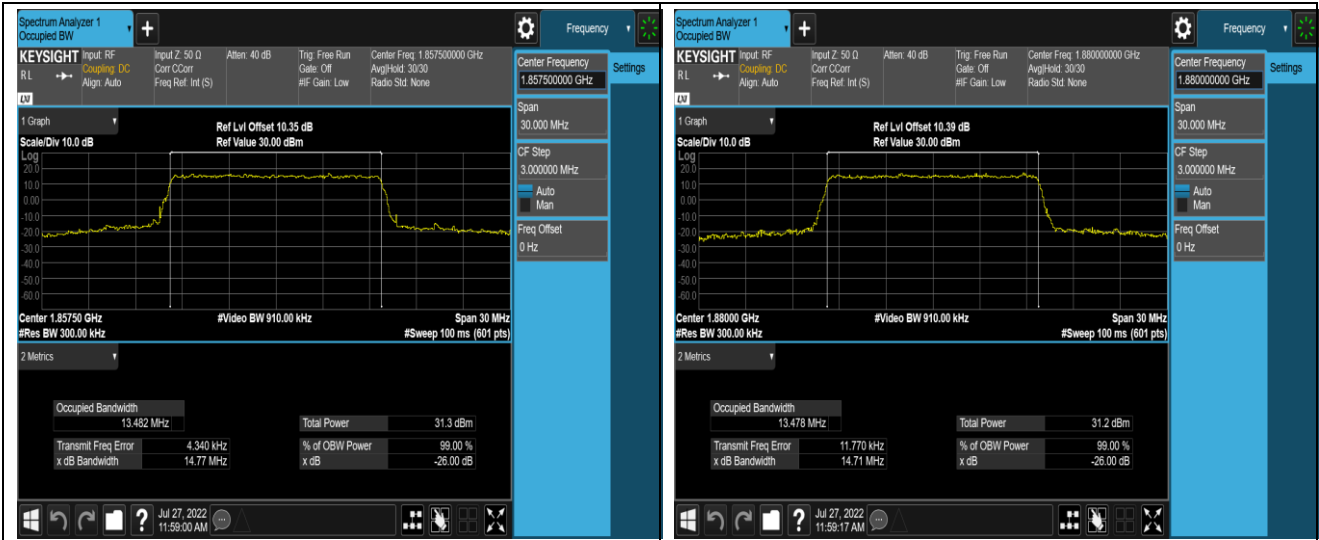 Spectrum Analyzer 1
Occupied BW
+
Frequency
KEYSIGHT Input: RF
RL
Coupling: DC
Align: Auto
Input Z: 50 Ω
Corr CCorr
Freq Ref: Int (S)
Atten: 40 dB
Trig: Free Run
Gate: Off
#IF Gain: Low
Center Freq: 1.857500000 GHz
Avg|Hold: 30/30
Radio Std: None
Center Frequency
1.857500000 GHz
Settings
Span
30.000 MHz
CF Step
3.000000 MHz
Auto
Man
Freq Offset
0 Hz
LXI
1 Graph
Scale/Div 10.0 dB
Ref Lvl Offset 10.35 dB
Ref Value 30.00 dBm
Log
20.0
10.0
0.00
-10.0
-20.0
-30.0
-40.0
-50.0
-60.0
Center 1.85750 GHz
#Video BW 910.00 kHz
Span 30 MHz
#Res BW 300.00 kHz
#Sweep 100 ms (601 pts)
2 Metrics
Occupied Bandwidth
13.482 MHz
Total Power 31.3 dBm
Transmit Freq Error 4.340 kHz
% of OBW Power 99.00 %
x dB Bandwidth 14.77 MHz
x dB -26.00 dB
?
Jul 27, 2022
11:59:00 AM
Spectrum Analyzer 1
Occupied BW
+
Frequency
KEYSIGHT Input: RF
RL
Coupling: DC
Align: Auto
Input Z: 50 Ω
Corr CCorr
Freq Ref: Int (S)
Atten: 40 dB
Trig: Free Run
Gate: Off
#IF Gain: Low
Center Freq: 1.880000000 GHz
Avg|Hold: 30/30
Radio Std: None
Center Frequency
1.880000000 GHz
Settings
Span
30.000 MHz
CF Step
3.000000 MHz
Auto
Man
Freq Offset
0 Hz
LXI
1 Graph
Scale/Div 10.0 dB
Ref Lvl Offset 10.39 dB
Ref Value 30.00 dBm
Log
20.0
10.0
0.00
-10.0
-20.0
-30.0
-40.0
-50.0
-60.0
Center 1.88000 GHz
#Video BW 910.00 kHz
Span 30 MHz
#Res BW 300.00 kHz
#Sweep 100 ms (601 pts)
2 Metrics
Occupied Bandwidth
13.478 MHz
Total Power 31.2 dBm
Transmit Freq Error 11.770 kHz
% of OBW Power 99.00 %
x dB Bandwidth 14.71 MHz
x dB -26.00 dB
?
Jul 27, 2022
11:59:17 AM